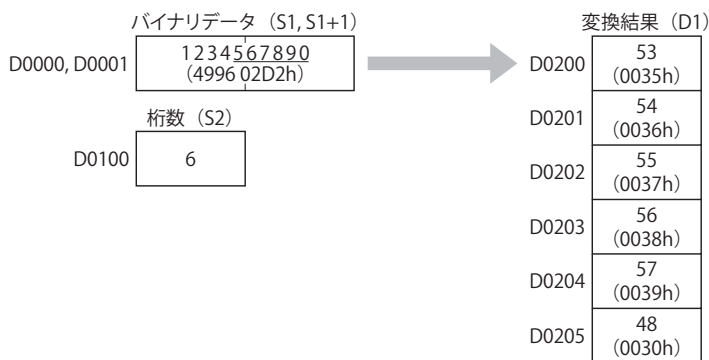 バイナリデータ（S1, S1+1）
D0000, D0001
1234567890
（4996 02D2h）
桁数（S2）
D0100
6
変換結果（D1）
D0200
53
（0035h）
D0201
54
（0036h）
D0202
55
（0037h）
D0203
56
（0038h）
D0204
57
（0039h）
D0205
48
（0030h）